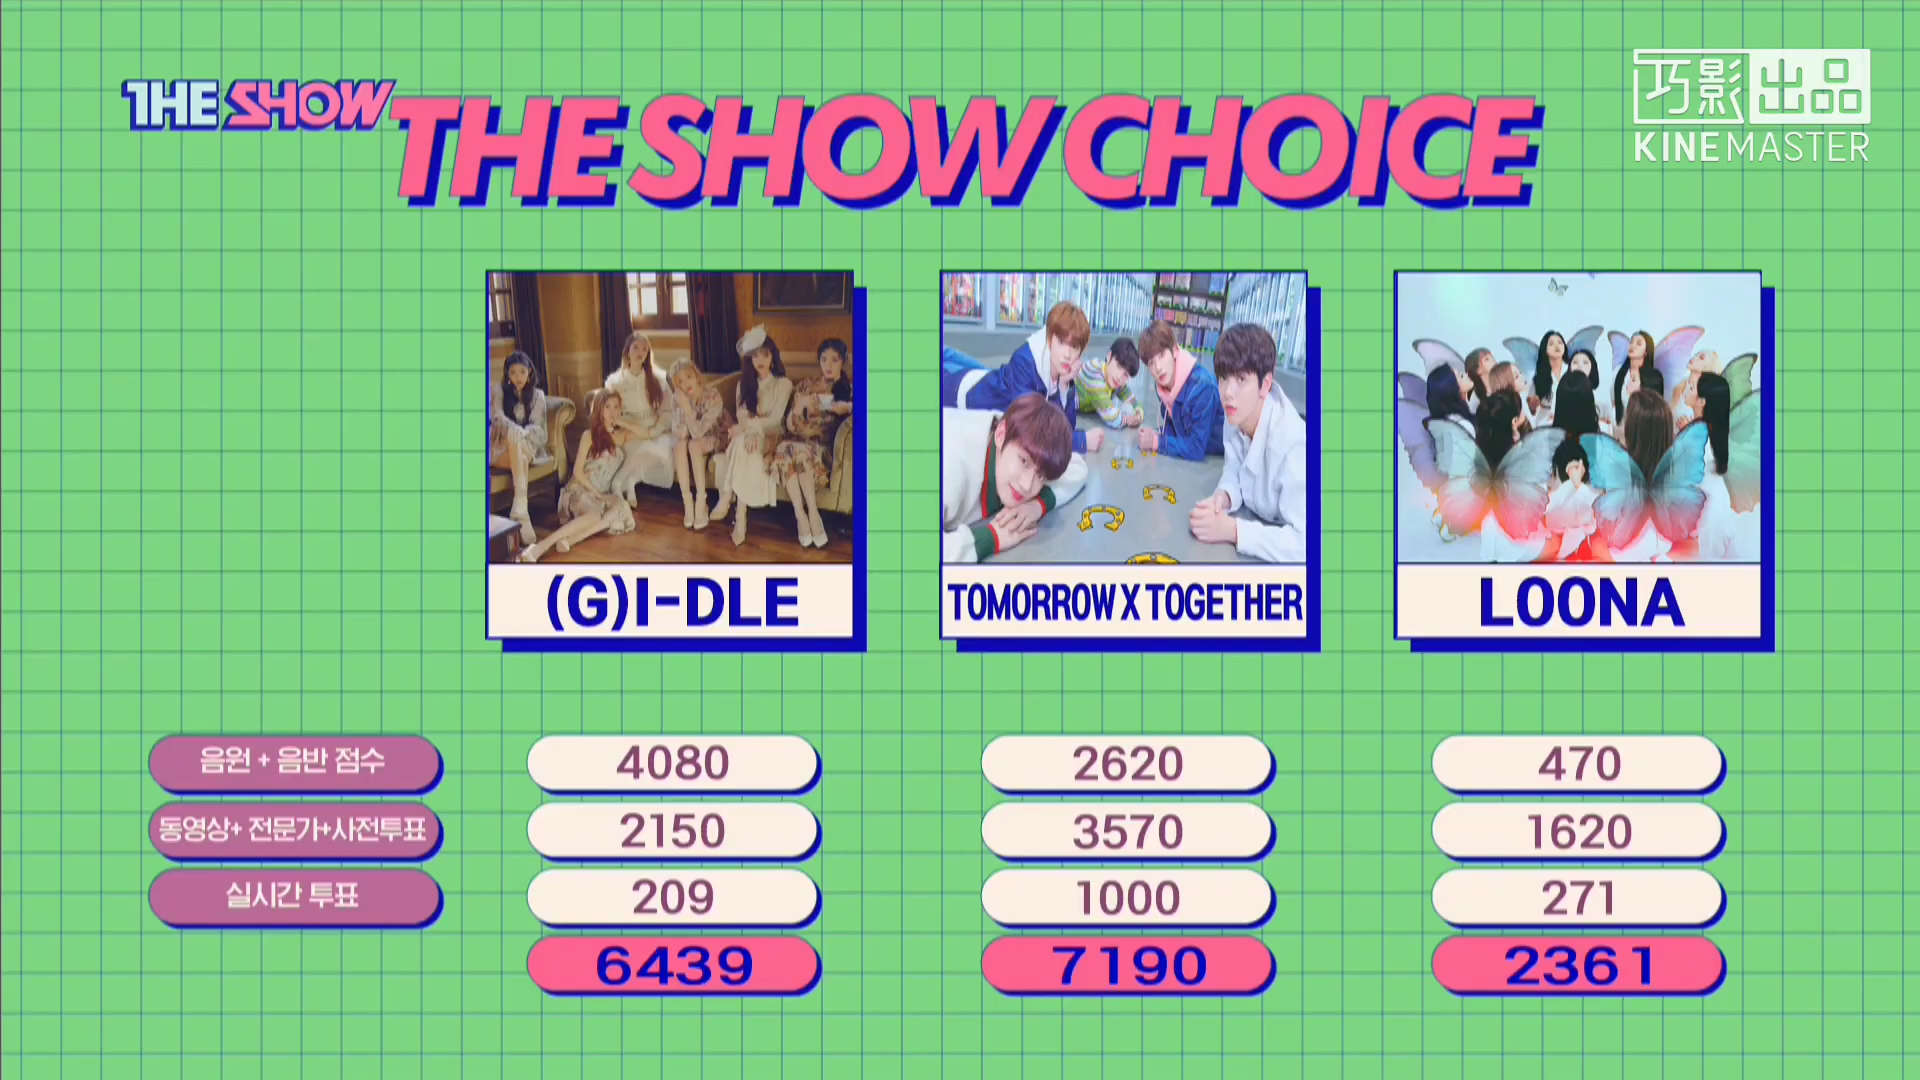 THE SHOW
THE SHOW CHOICE
巧影出品
KINEMASTER
(G)I-DLE
TOMORROW X TOGETHER
LOONA
음원 + 음반 점수 4080 2620 470
동영상+ 전문가+사전투표 2150 3570 1620
실시간 투표 209 1000 271
6439 7190 2361